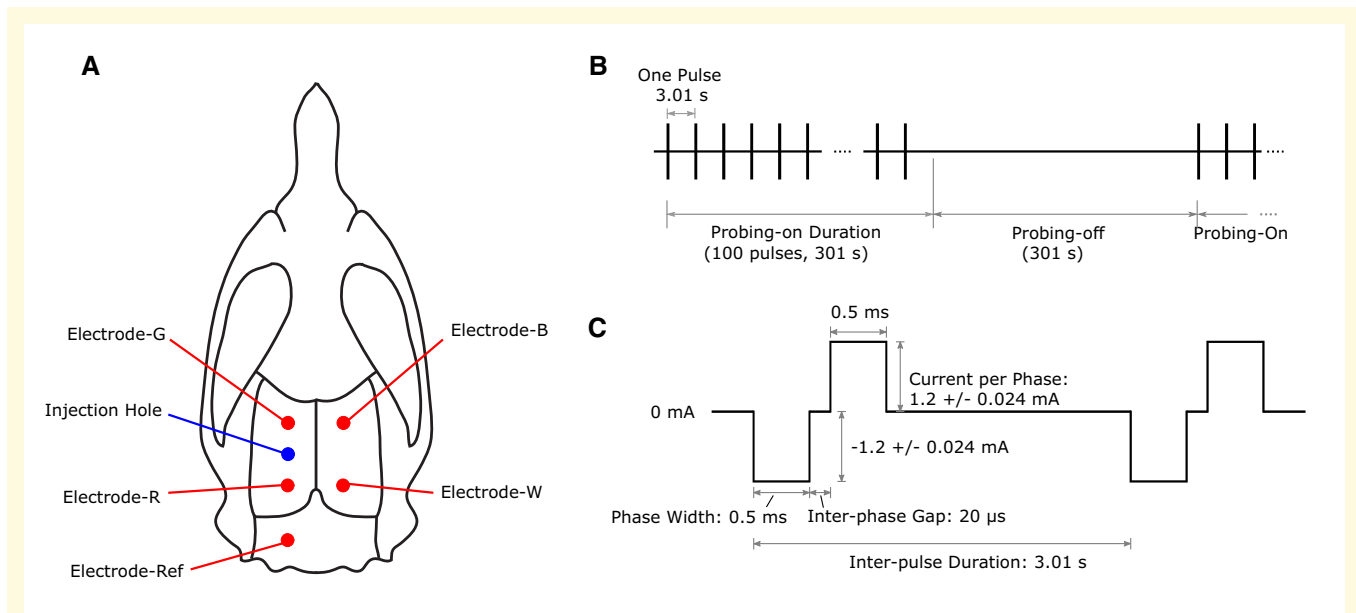 A
Electrode-G
Electrode-B
Injection Hole
Electrode-R
Electrode-W
Electrode-Ref
B
One Pulse
3.01 s
....
....
Probing-on Duration
(100 pulses, 301 s)
Probing-off
(301 s)
....
Probing-On
C
0.5 ms
Current per Phase:
1.2 +/- 0.024 mA
0 mA
-1.2 +/- 0.024 mA
Phase Width: 0.5 ms
Inter-phase Gap: 20 µs
Inter-pulse Duration: 3.01 s